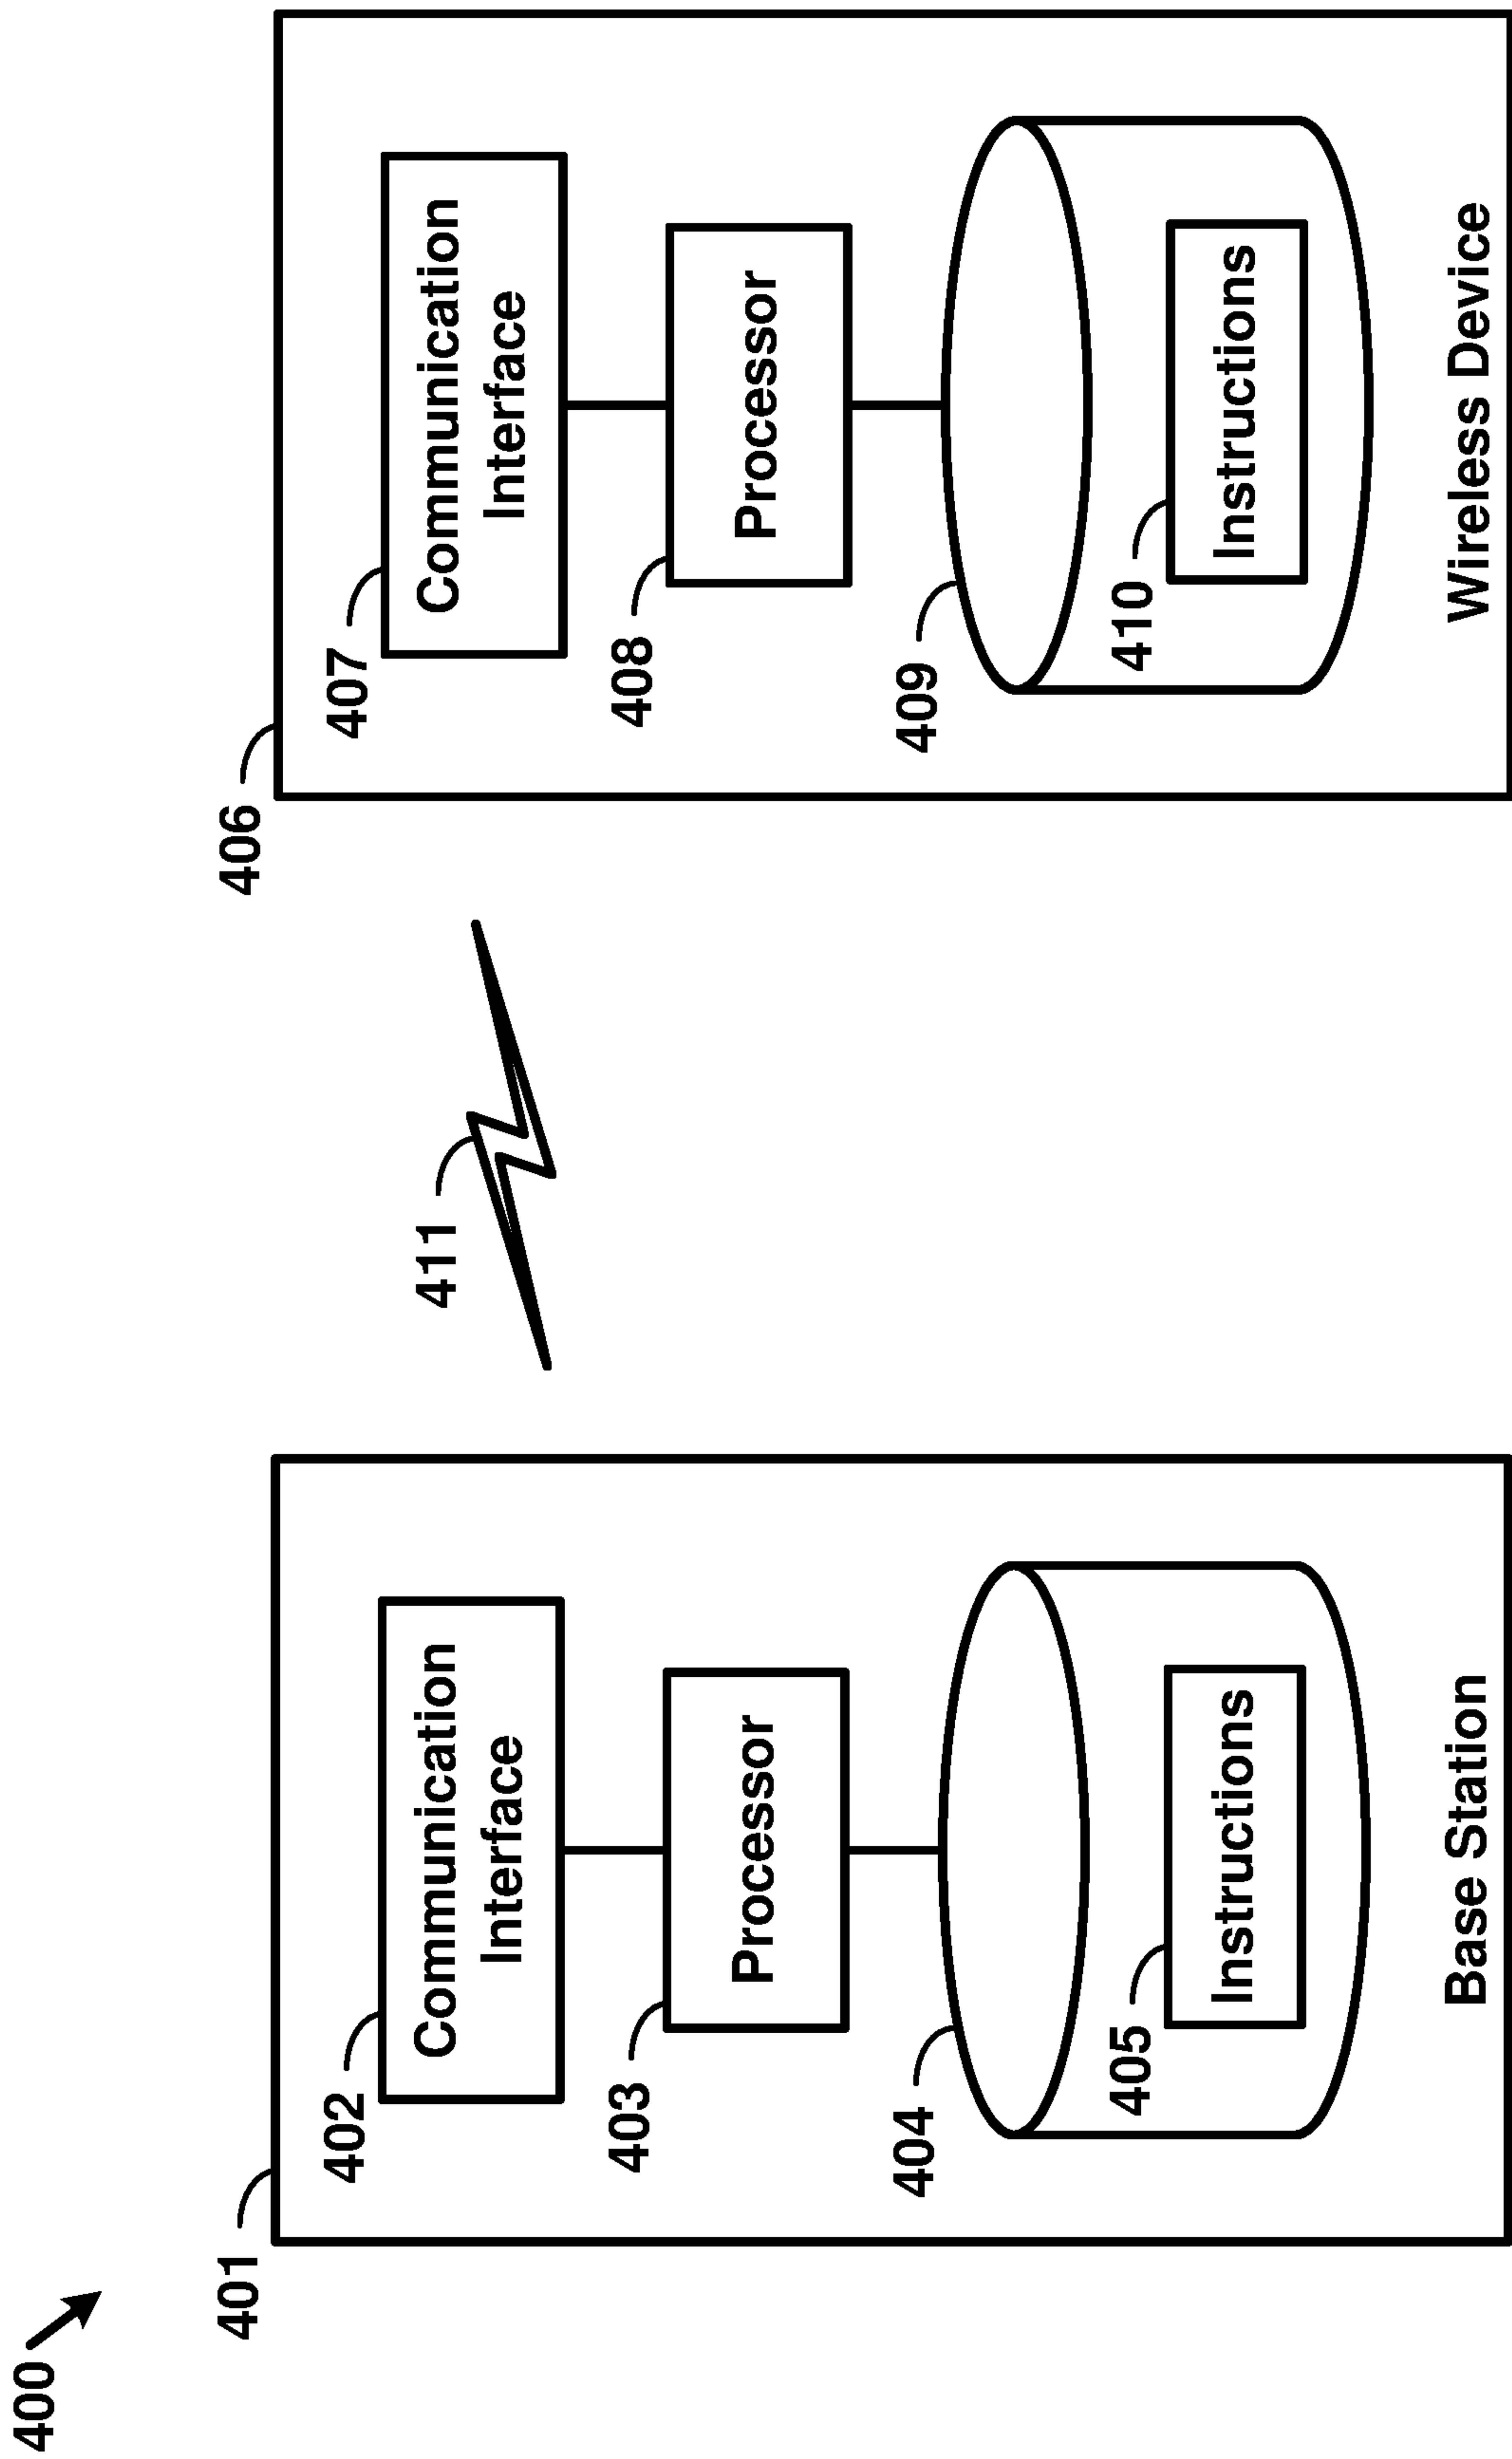 400
401
402
Communication
Interface
403
Processor
404
405
Instructions
Base Station
411
406
407
Communication
Interface
408
Processor
409
410
Instructions
Wireless Device